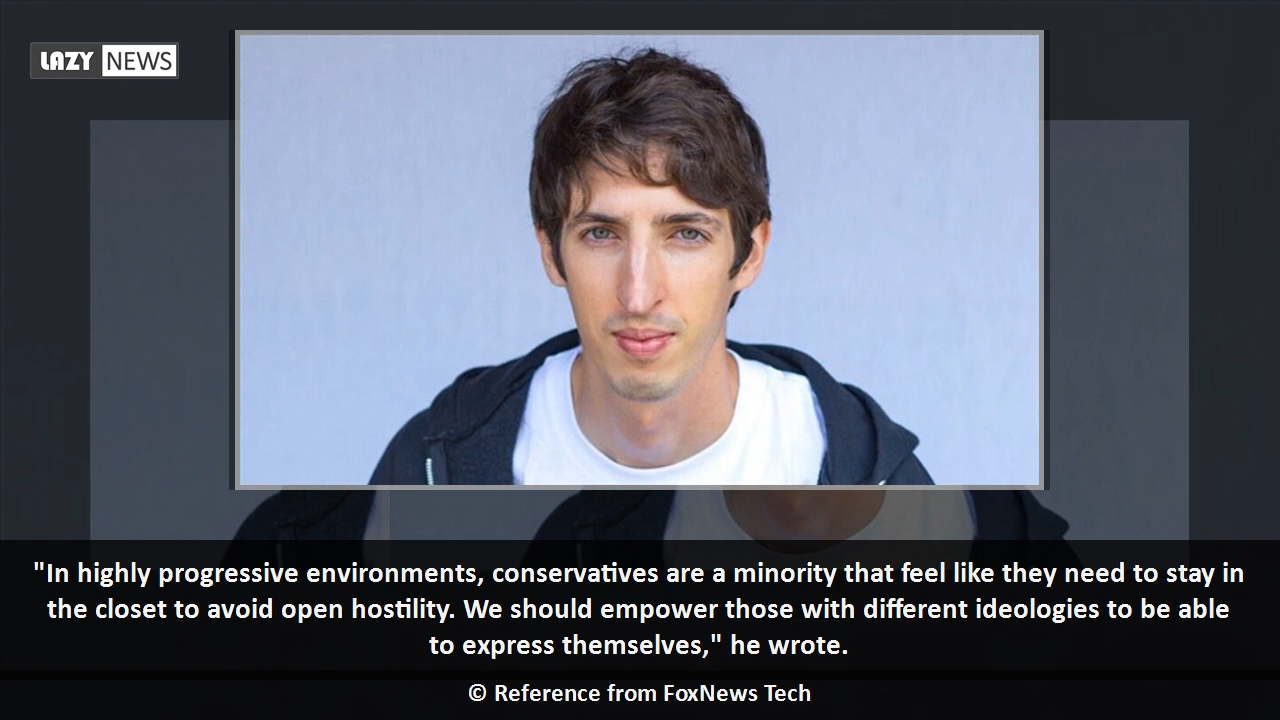 LAZY NEWS
"In highly progressive environments, conservatives are a minority that feel like they need to stay in
the closet to avoid open hostility. We should empower those with different ideologies to be able
to express themselves," he wrote.
© Reference from FoxNews Tech